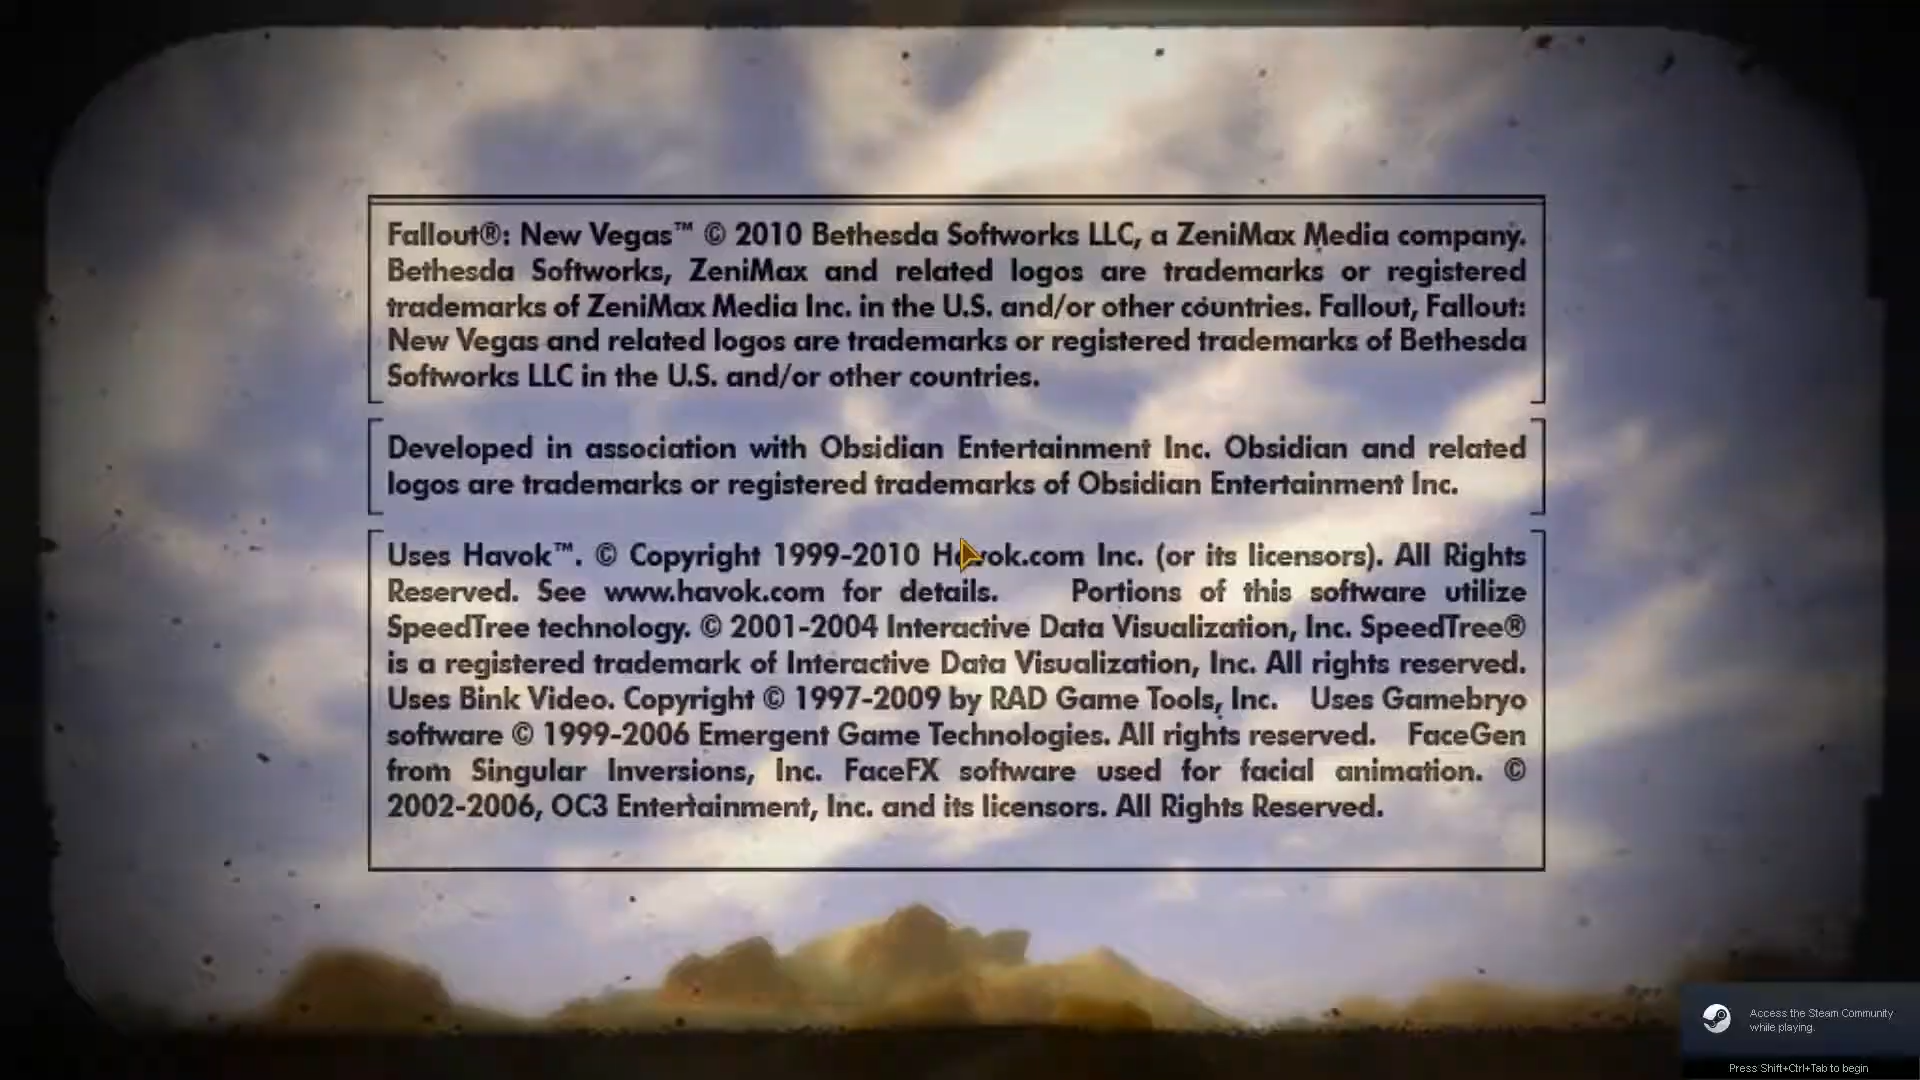 Fallout®: New Vegas™ © 2010 Bethesda Softworks LLC, a ZeniMax Media company.
Bethesda Softworks, ZeniMax and related logos are trademarks or registered
trademarks of ZeniMax Media Inc. in the U.S. and/or other countries. Fallout, Fallout:
New Vegas and related logos are trademarks or registered trademarks of Bethesda
Softworks LLC in the U.S. and/or other countries.
Developed in association with Obsidian Entertainment Inc. Obsidian and related
logos are trademarks or registered trademarks of Obsidian Entertainment Inc.
Uses Havok™. © Copyright 1999-2010 Havok.com Inc. (or its licensors). All Rights
Reserved. See www.havok.com for details. Portions of this software utilize
SpeedTree technology. © 2001-2004 Interactive Data Visualization, Inc. SpeedTree®
is a registered trademark of Interactive Data Visualization, Inc. All rights reserved.
Uses Bink Video. Copyright © 1997-2009 by RAD Game Tools, Inc. Uses Gamebryo
software © 1999-2006 Emergent Game Technologies. All rights reserved. FaceGen
from Singular Inversions, Inc. FaceFX software used for facial animation. ©
2002-2006, OC3 Entertainment, Inc. and its licensors. All Rights Reserved.
Access the Steam Community
while playing.
Press Shift+Ctrl+Tab to begin